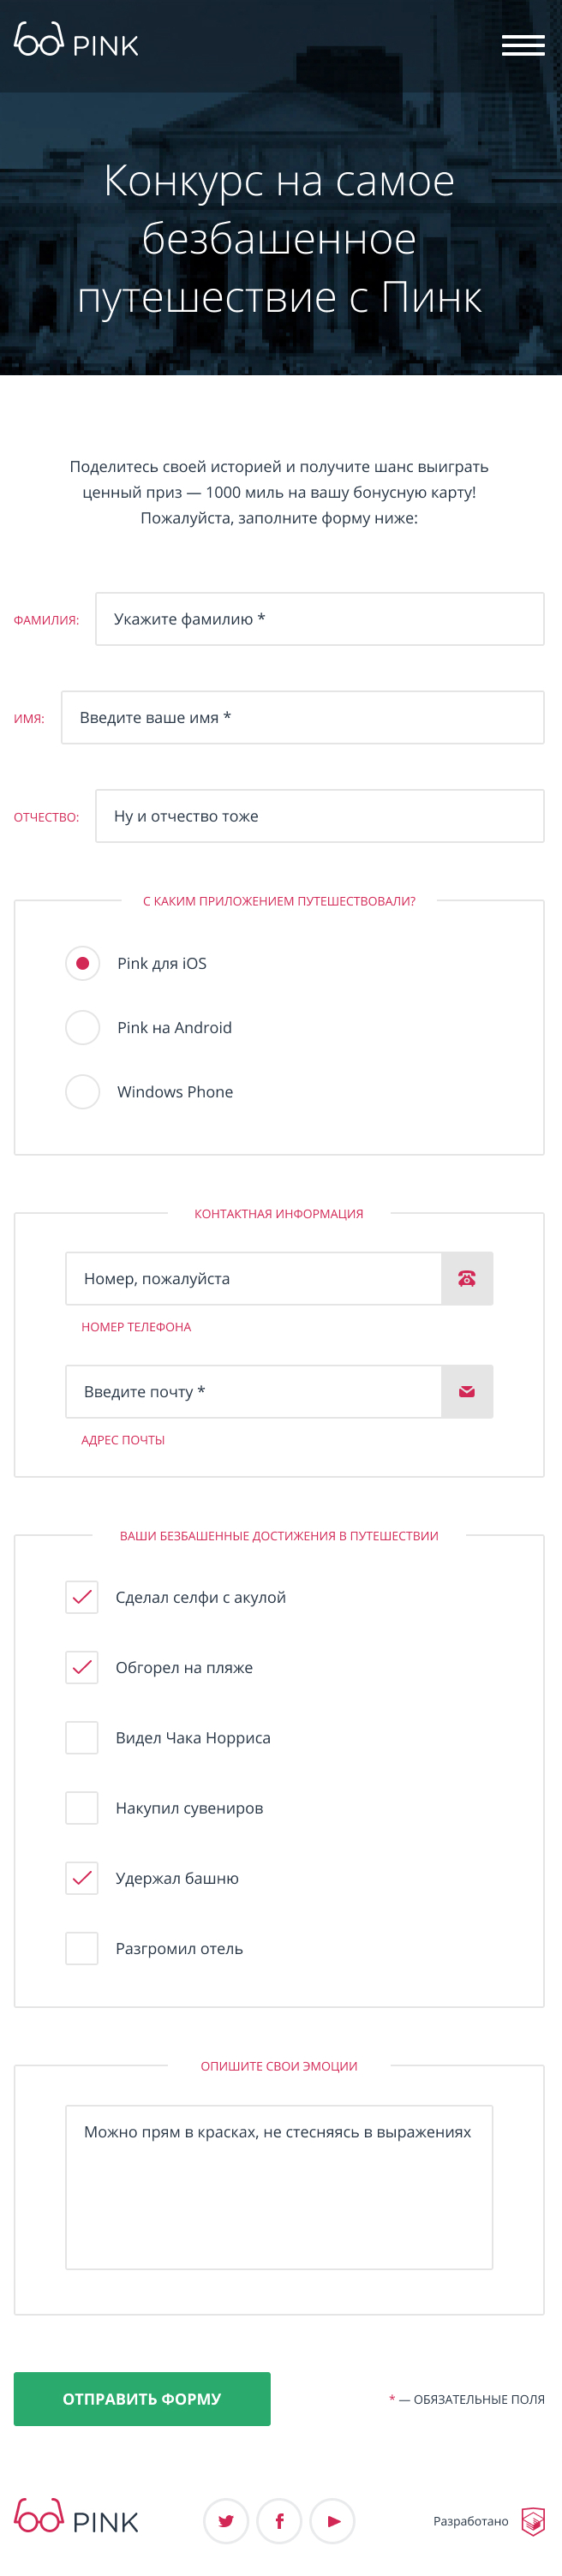 PINK
Конкурс на самое
безбашенное
путешествие с Пинк
Поделитесь своей историей и получите шанс выиграть
ценный приз — 1000 миль на вашу бонусную карту!
Пожалуйста, заполните форму ниже:
ФАМИЛИЯ: Укажите фамилию *
ИМЯ: Введите ваше имя *
ОТЧЕСТВО: Ну и отчество тоже
С КАКИМ ПРИЛОЖЕНИЕМ ПУТЕШЕСТВОВАЛИ?
Pink для iOS
Pink на Android
Windows Phone
КОНТАКТНАЯ ИНФОРМАЦИЯ
Номер, пожалуйста
НОМЕР ТЕЛЕФОНА
Введите почту *
АДРЕС ПОЧТЫ
ВАШИ БЕЗБАШЕННЫЕ ДОСТИЖЕНИЯ В ПУТЕШЕСТВИИ
Сделал селфи с акулой
Обгорел на пляже
Видел Чака Норриса
Накупил сувениров
Удержал башню
Разгромил отель
ОПИШИТЕ СВОИ ЭМОЦИИ
Можно прям в красках, не стесняясь в выражениях
ОТПРАВИТЬ ФОРМУ
* — ОБЯЗАТЕЛЬНЫЕ ПОЛЯ
PINK
Разработано